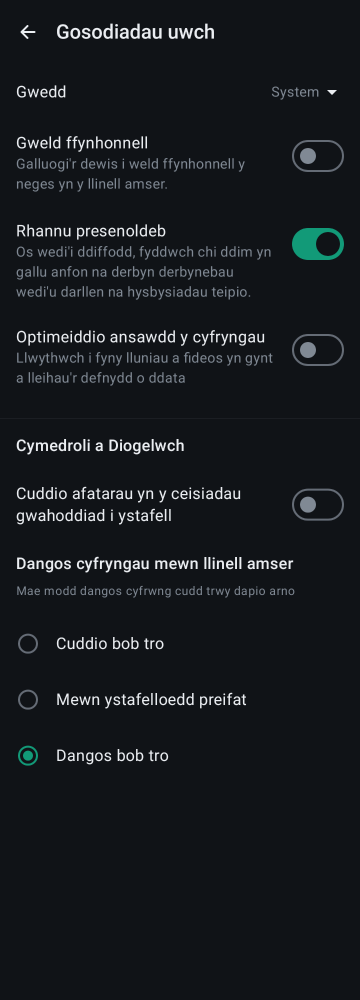 Gosodiadau uwch
Gwedd
System
Gweld ffynhonnell
Galluogi'r dewis i weld ffynhonnell y
neges yn y llinell amser.
Rhannu presenoldeb
Os wedi'i ddiffodd, fyddwch chi ddim yn
gallu anfon na derbyn derbynebau
wedi'u darllen na hysbysiadau teipio.
Optimeiddio ansawdd y cyfryngau
Llwythwch i fyny lluniau a fideos yn gynt
a lleihau'r defnydd o ddata
Cymedroli a Diogelwch
Cuddio afatarau yn y ceisiadau
gwahoddiad i ystafell
Dangos cyfryngau mewn llinell amser
Mae modd dangos cyfrwng cudd trwy dapio arno
Cuddio bob tro
Mewn ystafelloedd preifat
Dangos bob tro